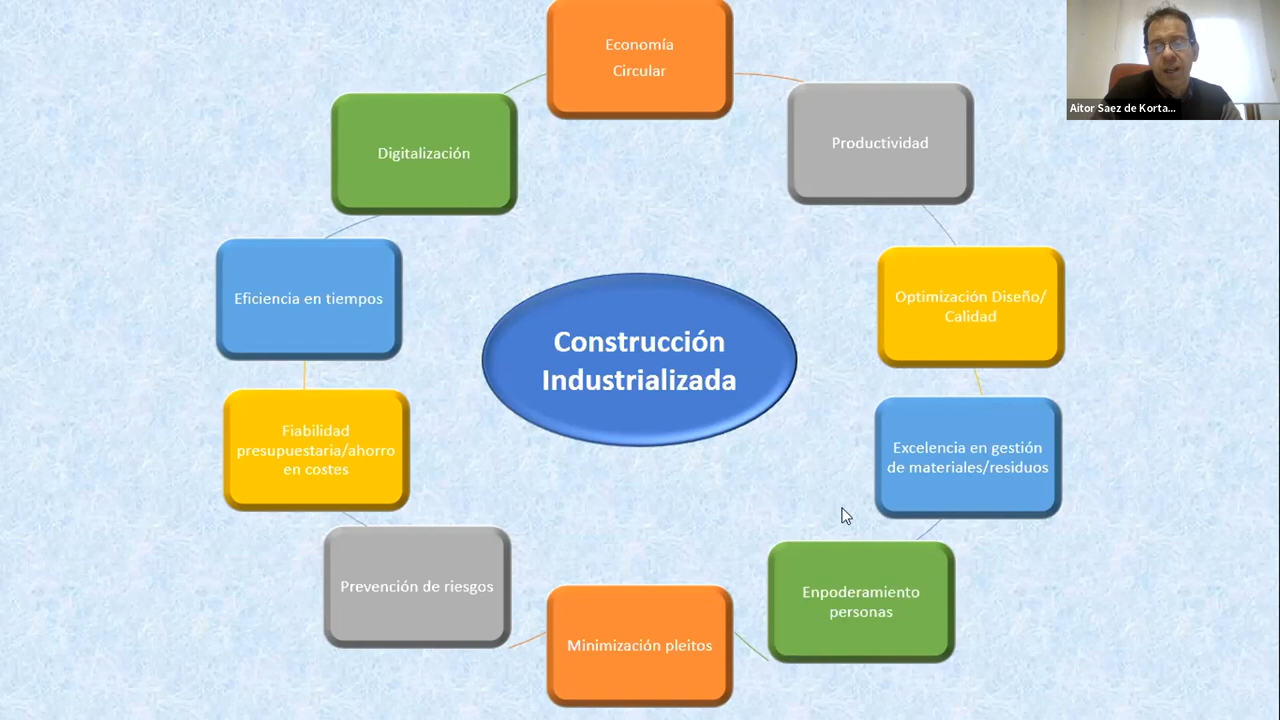 Economía
Circular
Aitor Saez de Korta...
Digitalización
Productividad
Eficiencia en tiempos
Optimización Diseño/
Calidad
Construcción
Industrializada
Fiabilidad
presupuestaria/ahorro
en costes
Excelencia en gestión
de materiales/residuos
Prevención de riesgos
Enpoderamiento
personas
Minimización pleitos